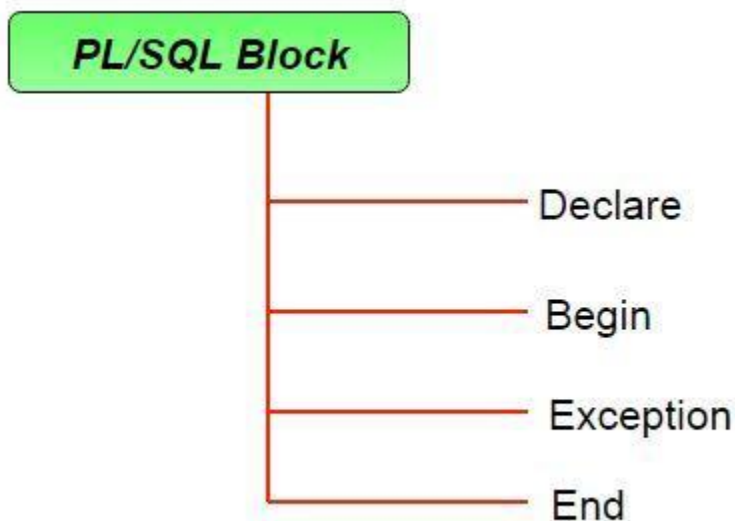 PL/SQL Block
Declare
Begin
Exception
End